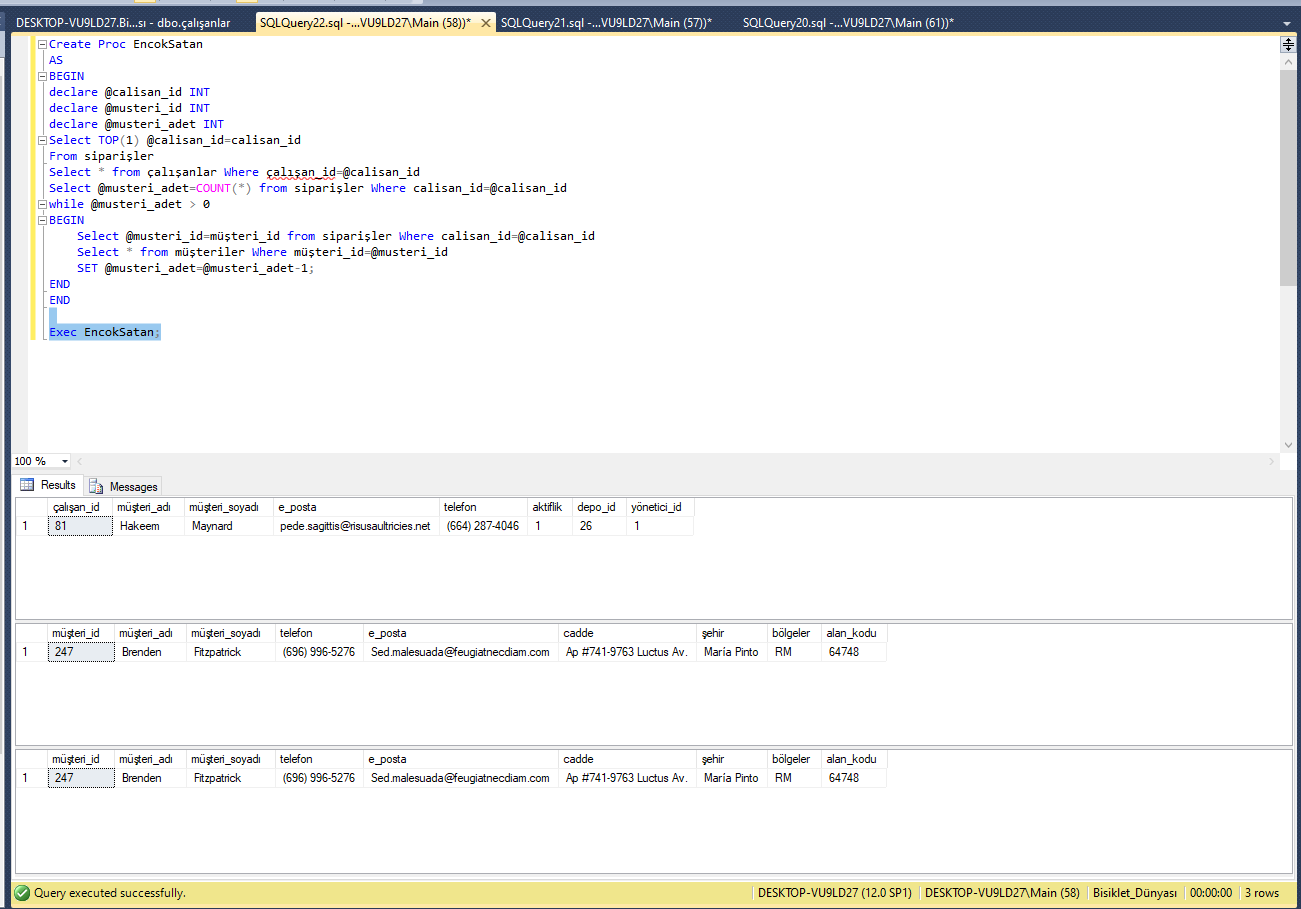 DESKTOP-VU9LD27.Bi...sı - dbo.çalışanlar
SQLQuery22.sql -...VU9LD27\Main (58))*
SQLQuery21.sql -...VU9LD27\Main (57))*
SQLQuery20.sql -...VU9LD27\Main (61))*
Create Proc EncokSatan
AS
BEGIN
declare @calisan_id INT
declare @musteri_id INT
declare @musteri_adet INT
Select TOP(1) @calisan_id=calisan_id
From siparişler
Select * from çalışanlar Where çalışan_id=@calisan_id
Select @musteri_adet=COUNT(*) from siparişler Where calisan_id=@calisan_id
while @musteri_adet > 0
BEGIN
Select @musteri_id=müşteri_id from siparişler Where calisan_id=@calisan_id
Select * from müşteriler Where müşteri_id=@musteri_id
SET @musteri_adet=@musteri_adet-1;
END
END
Exec EncokSatan;
100 %
Results Messages
çalışan_id müşteri_adı müşteri_soyadı e_posta telefon aktiflik depo_id yönetici_id
1 81 Hakeem Maynard pede.sagittis@risusaultricies.net (664) 287-4046 1 26 1
müşteri_id müşteri_adı müşteri_soyadı telefon e_posta cadde şehir bölgeler alan_kodu
1 247 Brenden Fitzpatrick (696) 996-5276 Sed.malesuada@feugiatnecdiam.com Ap #741-9763 Luctus Av. María Pinto RM 64748
müşteri_id müşteri_adı müşteri_soyadı telefon e_posta cadde şehir bölgeler alan_kodu
1 247 Brenden Fitzpatrick (696) 996-5276 Sed.malesuada@feugiatnecdiam.com Ap #741-9763 Luctus Av. María Pinto RM 64748
Query executed successfully. DESKTOP-VU9LD27 (12.0 SP1) DESKTOP-VU9LD27\Main (58) Bisiklet_Dünyası 00:00:00 3 rows